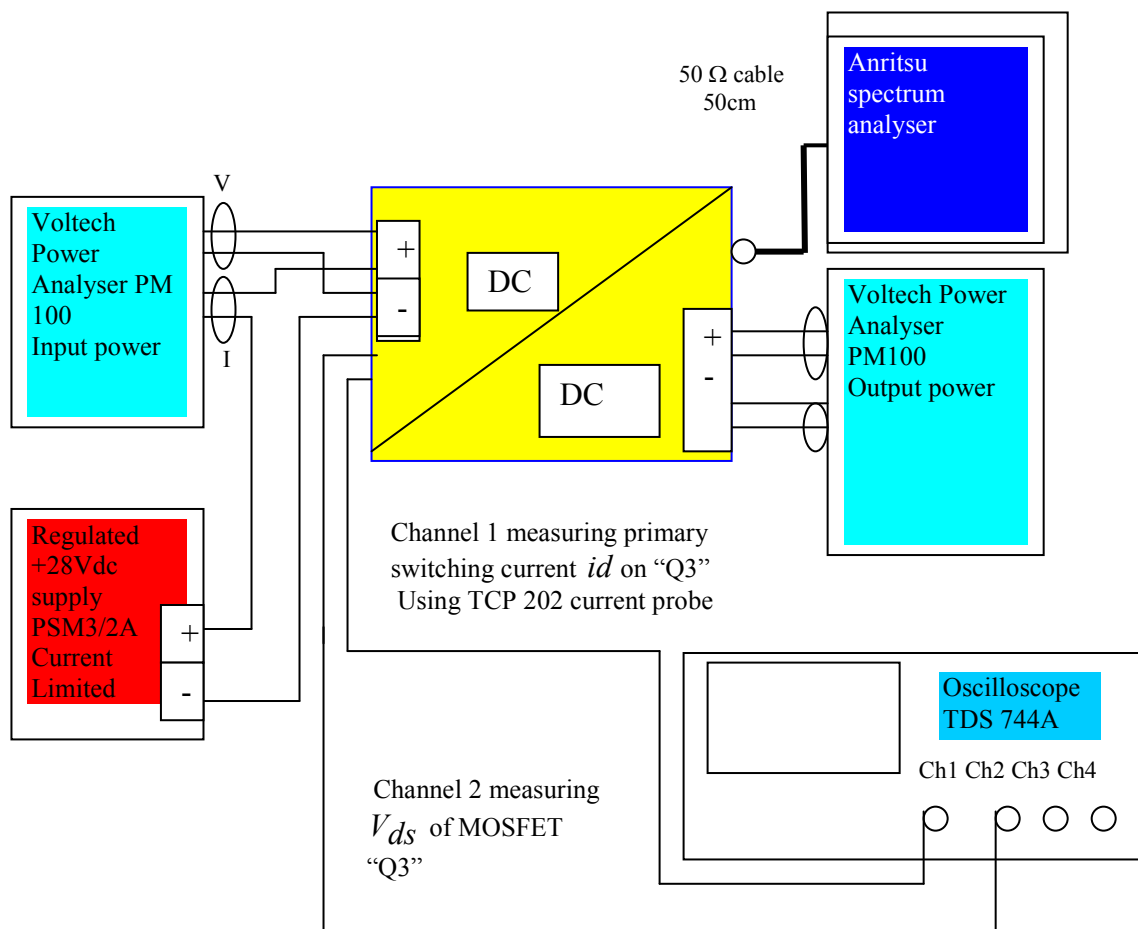 50 Ω cable
50cm
Anritsu
spectrum
analyser
V
Voltech
Power
Analyser PM
100
Input power
I
+
-
DC
DC
+
-
Voltech Power
Analyser
PM100
Output power
Regulated
+28Vdc
supply
PSM3/2A
Current
Limited
+
-
Channel 1 measuring primary
switching current id on “Q3”
Using TCP 202 current probe
Oscilloscope
TDS 744A
Ch1 Ch2 Ch3 Ch4
Channel 2 measuring
Vds of MOSFET
“Q3”